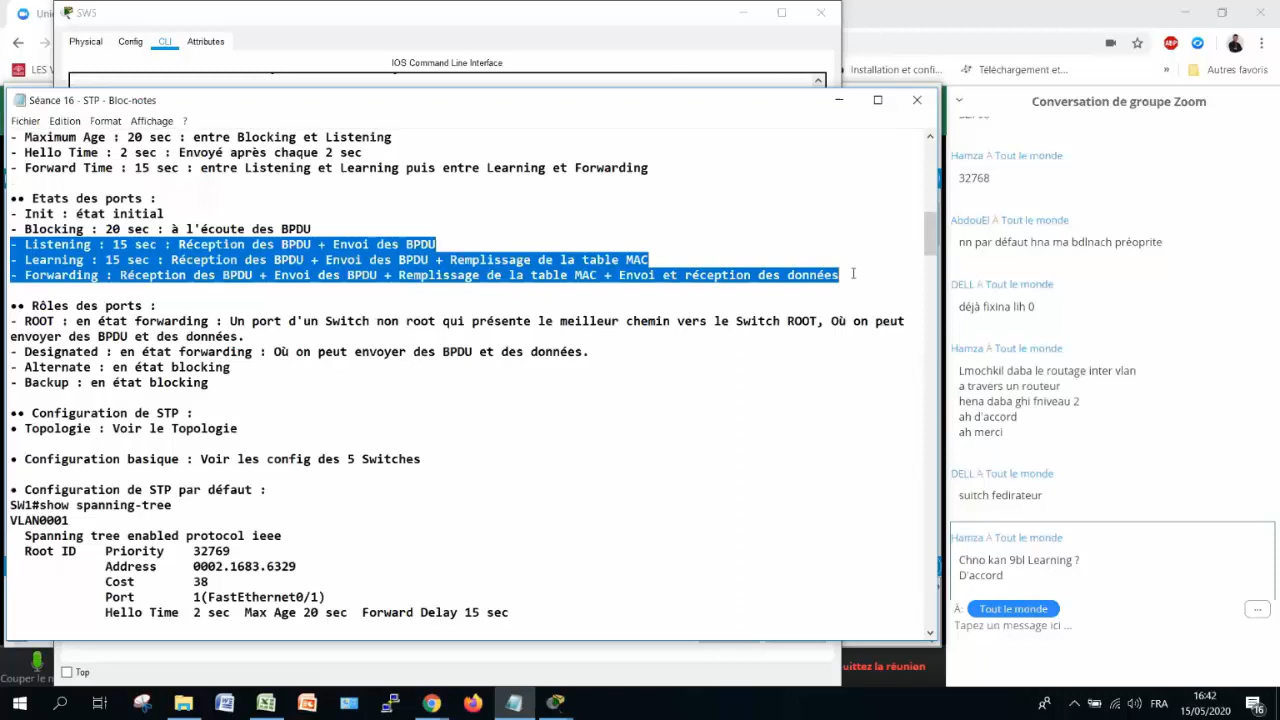 Uni
SW5
Physical
Config
CLI
Attributes
IOS Command Line Interface
LES V
Installation et confi...
Téléchargement et...
»
Autres favoris
Séance 16 - STP - Bloc-notes
Fichier
Edition
Format
Affichage
?
- Maximum Age : 20 sec : entre Blocking et Listening
- Hello Time : 2 sec : Envoyé après chaque 2 sec
- Forward Time : 15 sec : entre Listening et Learning puis entre Learning et Forwarding
•• Etats des ports :
- Init : état initial
- Blocking : 20 sec : à l'écoute des BPDU
- Listening : 15 sec : Réception des BPDU + Envoi des BPDU
- Learning : 15 sec : Réception des BPDU + Envoi des BPDU + Remplissage de la table MAC
- Forwarding : Réception des BPDU + Envoi des BPDU + Remplissage de la table MAC + Envoi et réception des données
•• Rôles des ports :
- ROOT : en état forwarding : Un port d'un Switch non root qui présente le meilleur chemin vers le Switch ROOT, Où on peut
envoyer des BPDU et des données.
- Designated : en état forwarding : Où on peut envoyer des BPDU et des données.
- Alternate : en état blocking
- Backup : en état blocking
•• Configuration de STP :
• Topologie : Voir le Topologie
• Configuration basique : Voir les config des 5 Switches
• Configuration de STP par défaut :
SW1#show spanning-tree
VLAN0001
Spanning tree enabled protocol ieee
Root ID Priority 32769
Address 0002.1683.6329
Cost 38
Port 1(FastEthernet0/1)
Hello Time 2 sec Max Age 20 sec Forward Delay 15 sec
Top
Couper le
uittez la réunion
Conversation de groupe Zoom
Hamza À Tout le monde
32768
AbdouEl À Tout le monde
nn par défaut hna ma bdlnach préoprite
DELL À Tout le monde
déjà fixina lih 0
Hamza À Tout le monde
Lmochkil daba le routage inter vlan
a travers un routeur
hena daba ghi fniveau 2
ah d'accord
ah merci
DELL À Tout le monde
suitch fedirateur
Hamza À Tout le monde
Chno kan 9bl Learning ?
D'accord
À: Tout le monde
...
Tapez un message ici ...
FRA
16:42
15/05/2020
16